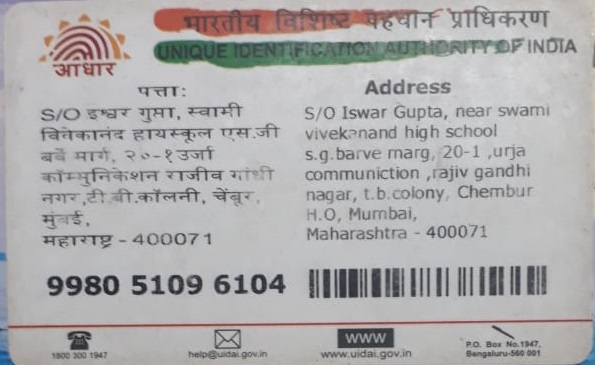 भारतीय विशिष्ट पहचान प्राधिकरण
UNIQUE IDENTIFICATION AUTHORITY OF INDIA
आधार
पत्ता:
S/O इश्वर गुप्ता, स्वामी
विवेकानंद हायस्कूल एस.जी
बर्वे मार्ग, २०-१उर्जा
कॉम्युनिकेशन राजीव गांधी
नगर,टी.बी.कॉलनी, चेंबूर,
मुंबई,
महाराष्ट्र - 400071
Address
S/O Iswar Gupta, near swami
vivekanand high school
s.g.barve marg, 20-1 ,urja
communiction ,rajiv gandhi
nagar, t.b.colony, Chembur
H.O, Mumbai,
Maharashtra - 400071
9980 5109 6104
1800 300 1947
help@uidai.gov.in
WWW
www.uidai.gov.in
P.O. Box No.1947,
Bengaluru-560 001